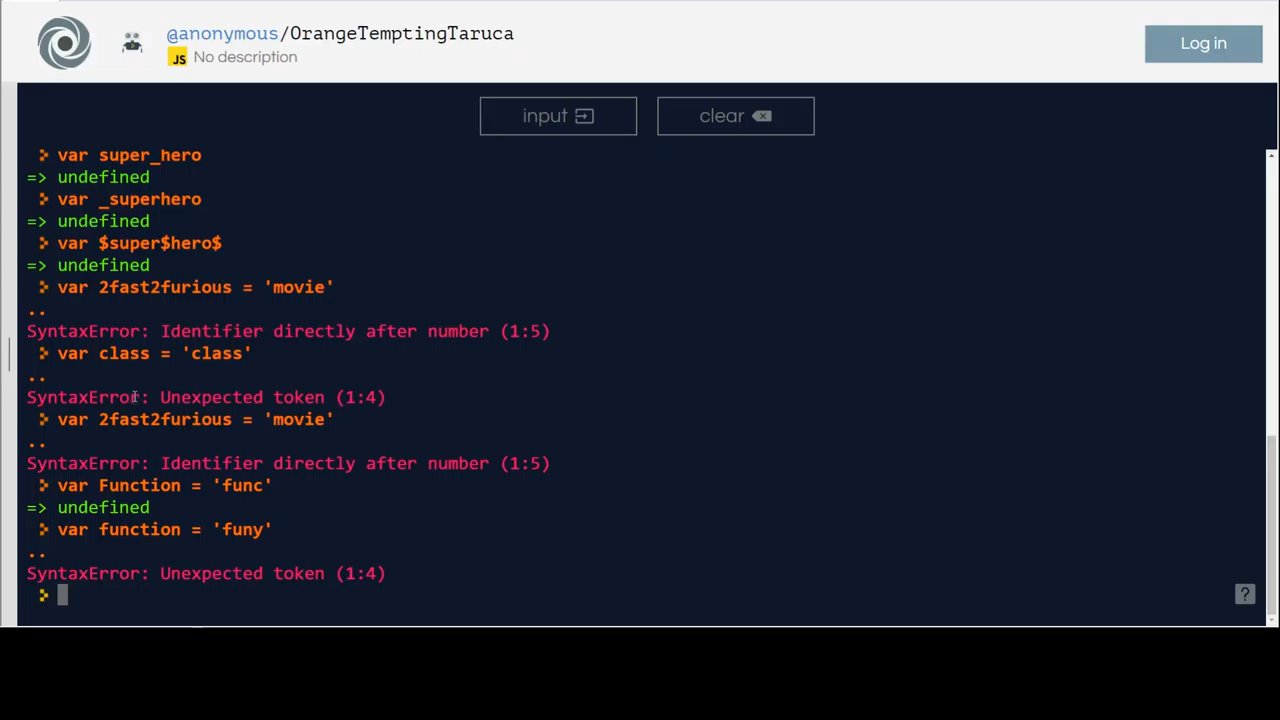 @anonymous/OrangeTemptingTaruca
JS No description
Log in
input
clear
var super_hero
=> undefined
var _superhero
=> undefined
var $super$hero$
=> undefined
var 2fast2furious = 'movie'
..
SyntaxError: Identifier directly after number (1:5)
var class = 'class'
..
SyntaxError: Unexpected token (1:4)
var 2fast2furious = 'movie'
..
SyntaxError: Identifier directly after number (1:5)
var Function = 'func'
=> undefined
var function = 'funy'
..
SyntaxError: Unexpected token (1:4)
?